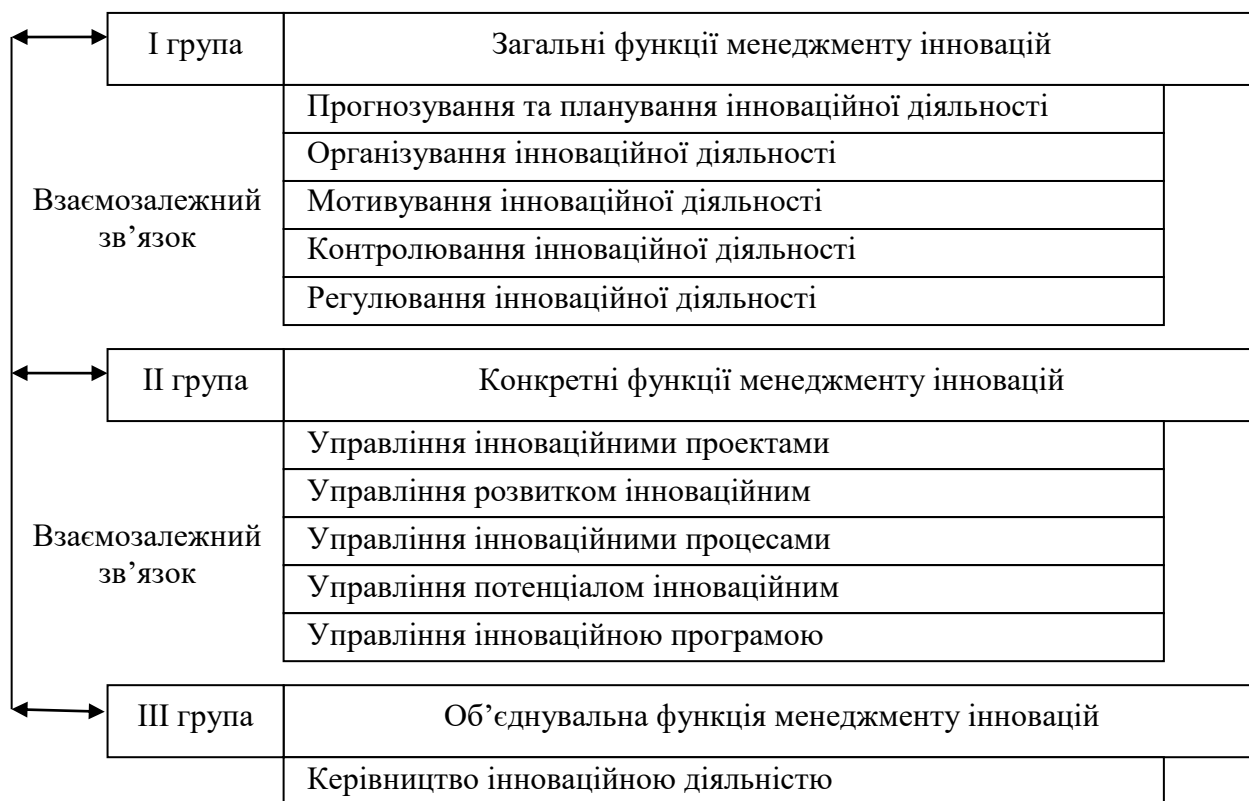 І група
Загальні функції менеджменту інновацій
Прогнозування та планування інноваційної діяльності
Організування інноваційної діяльності
Мотивування інноваційної діяльності
Контролювання інноваційної діяльності
Регулювання інноваційної діяльності
Взаємозалежний
зв’язок
ІІ група
Конкретні функції менеджменту інновацій
Управління інноваційними проектами
Управління розвитком інноваційним
Управління інноваційними процесами
Управління потенціалом інноваційним
Управління інноваційною програмою
Взаємозалежний
зв’язок
ІІІ група
Об’єднувальна функція менеджменту інновацій
Керівництво інноваційною діяльністю